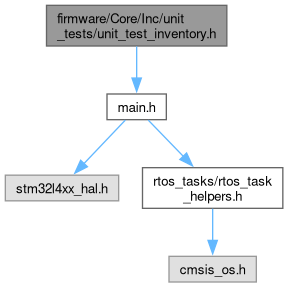 firmware/Core/Inc/unit
_tests/unit_test_inventory.h
main.h
stm32l4xx_hal.h
rtos_tasks/rtos_task
_helpers.h
cmsis_os.h